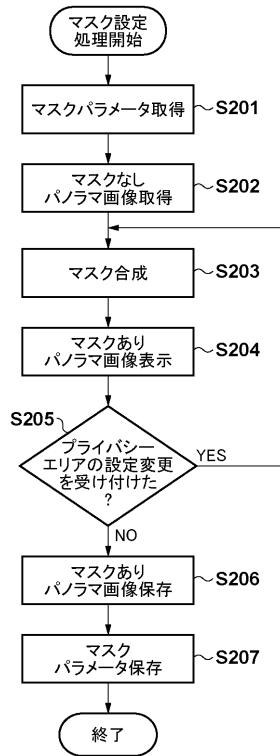 マスク設定
処理開始
マスクパラメータ取得
S201
マスクなし
パノラマ画像取得
S202
マスク合成
S203
マスクあり
パノラマ画像表示
S204
S205
プライバシー
エリアの設定変更
を受け付けた
?
YES
NO
マスクあり
パノラマ画像保存
S206
マスク
パラメータ保存
S207
終了